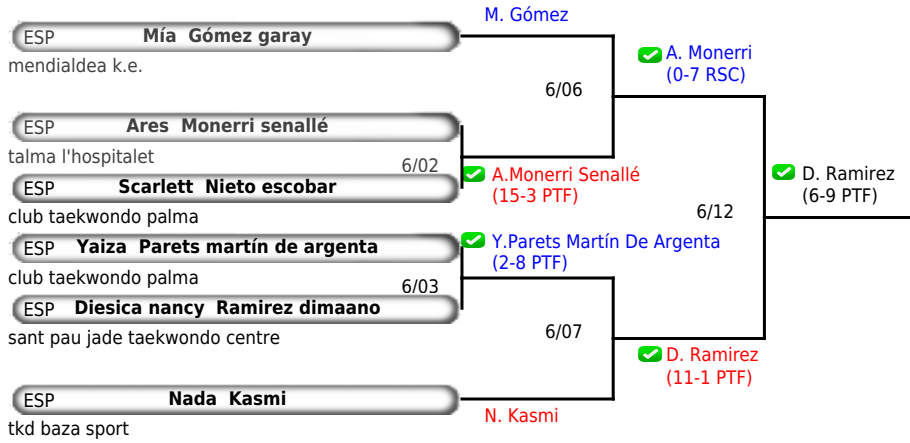 M. Gómez
ESP Mía Gómez garay
mendialdea k.e.
A. Monerri
(0-7 RSC)
6/06
ESP Ares Monerri senallé
talma l'hospitalet
6/02
A.Monerri Senallé
(15-3 PTF)
ESP Scarlett Nieto escobar
club taekwondo palma
D. Ramirez
(6-9 PTF)
6/12
ESP Yaiza Parets martín de argenta
club taekwondo palma
Y.Parets Martín De Argenta
(2-8 PTF)
6/03
ESP Diesica nancy Ramirez dimaano
sant pau jade taekwondo centre
6/07
D. Ramirez
(11-1 PTF)
ESP Nada Kasmi
tkd baza sport
N. Kasmi